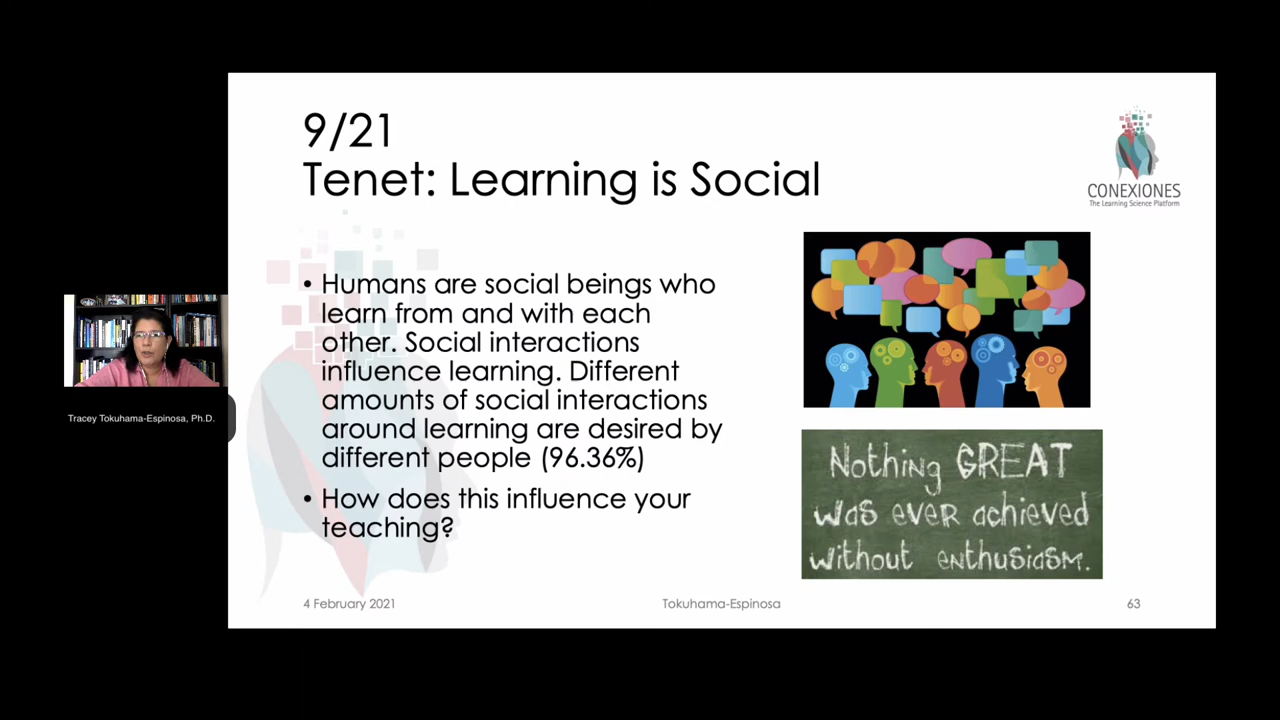 9/21
Tenet: Learning is Social
CONEXIONES
The Learning Science Platform
• Humans are social beings who
learn from and with each
other. Social interactions
influence learning. Different
amounts of social interactions
around learning are desired by
different people (96.36%)
• How does this influence your
teaching?
Nothing GREAT
was ever achieved
without enthusiasm.
Tracey Tokuhama-Espinosa, Ph.D.
4 February 2021
Tokuhama-Espinosa
63